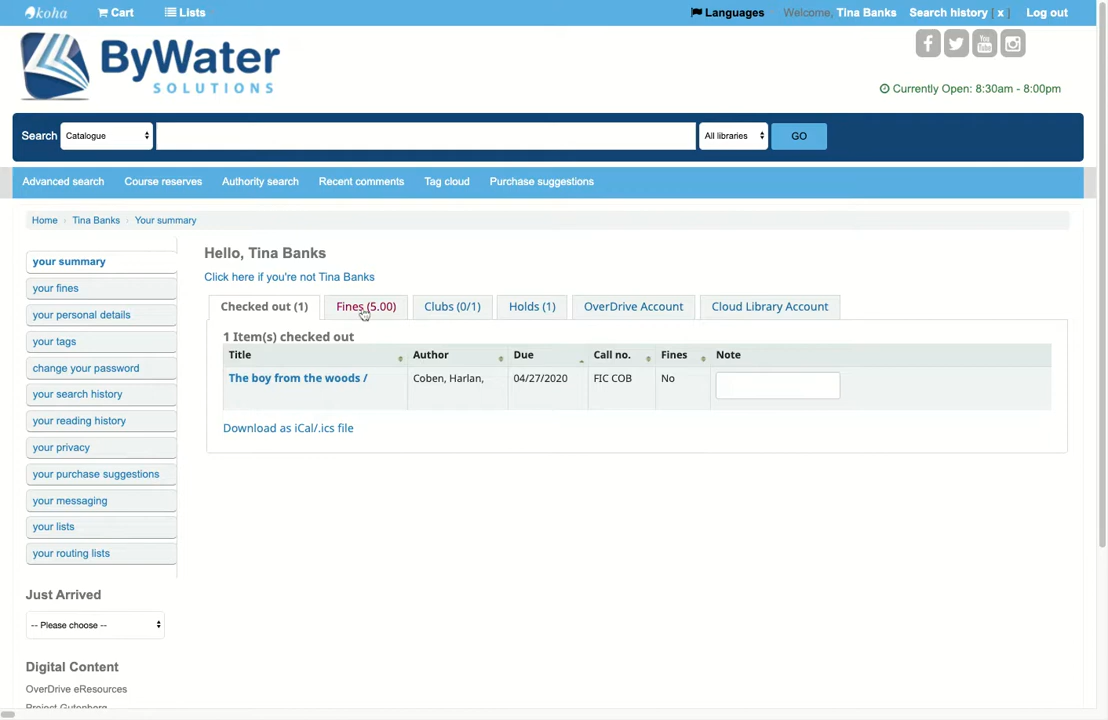 koha Cart Lists Languages Welcome, Tina Banks Search history [ x ] Log out
ByWater
SOLUTIONS
Currently Open: 8:30am - 8:00pm
Search Catalogue All libraries GO
Advanced search Course reserves Authority search Recent comments Tag cloud Purchase suggestions
Home Tina Banks Your summary
your summary
your fines
your personal details
your tags
change your password
your search history
your reading history
your privacy
your purchase suggestions
your messaging
your lists
your routing lists
Just Arrived
-- Please choose --
Digital Content
OverDrive eResources
Project Gutenberg
Hello, Tina Banks
Click here if you're not Tina Banks
Checked out (1) Fines (5.00) Clubs (0/1) Holds (1) OverDrive Account Cloud Library Account
1 Item(s) checked out
Title Author Due Call no. Fines Note
The boy from the woods / Coben, Harlan, 04/27/2020 FIC COB No
Download as iCal/.ics file